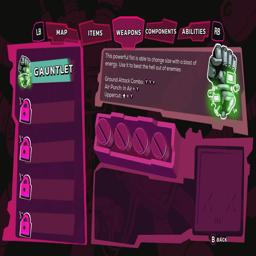 LB MAP ITEMS WEAPONS COMPONENTS ABILITIES RB
GAUNTLET
This powerful fist is able to change size with a blast of
energy. Use it to beat the hell out of enemies
Ground Attack Combo: Y Y Y
Air Punch: In Air + Y
Uppercut: + Y
B BACK